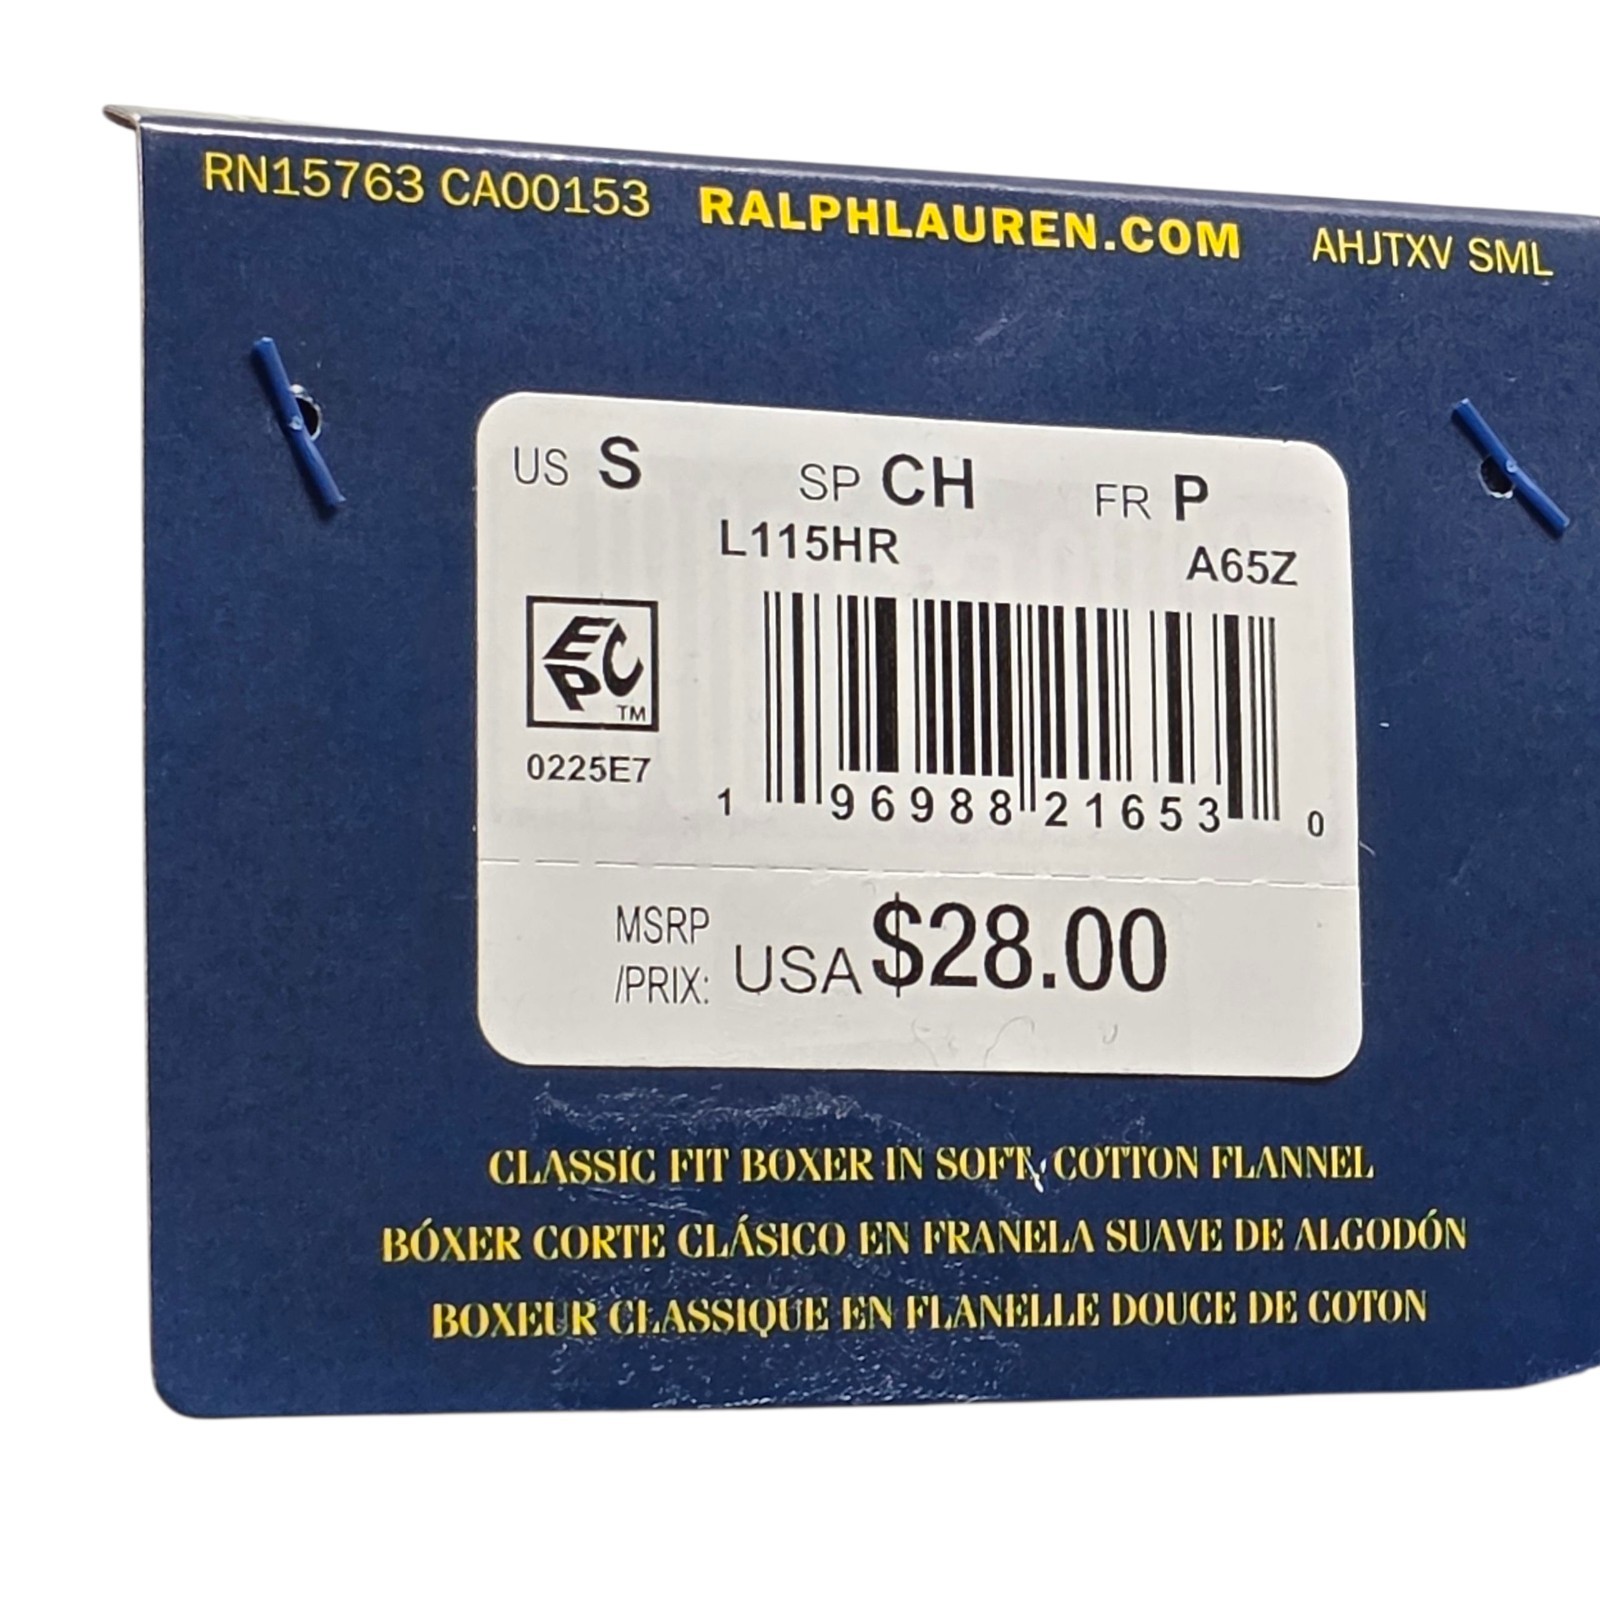 RN15763 CA00153 RALPHLAUREN.COM AHJTXV SML
US S SP CH FR P
L115HR A65Z
EPC TM
0225E7
1 96988 21653 0
MSRP
/PRIX: USA $28.00
CLASSIC FIT BOXER IN SOFT, COTTON FLANNEL
BÓXER CORTE CLÁSICO EN FRANELA SUAVE DE ALGODÓN
BOXEUR CLASSIQUE EN FLANELLE DOUCE DE COTON